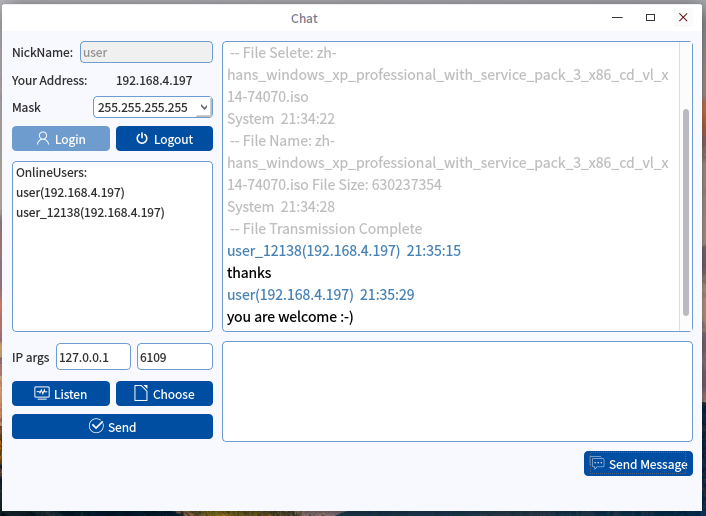 Chat
NickName: user
Your Address: 192.168.4.197
Mask 255.255.255.255
Login Logout
OnlineUsers:
user(192.168.4.197)
user_12138(192.168.4.197)
IP args 127.0.0.1 6109
Listen Choose
Send
-- File Selete: zh-
hans_windows_xp_professional_with_service_pack_3_x86_cd_vl_x
14-74070.iso
System 21:34:22
-- File Name: zh-
hans_windows_xp_professional_with_service_pack_3_x86_cd_vl_x
14-74070.iso File Size: 630237354
System 21:34:28
-- File Transmission Complete
user_12138(192.168.4.197) 21:35:15
thanks
user(192.168.4.197) 21:35:29
you are welcome :-)
Send Message